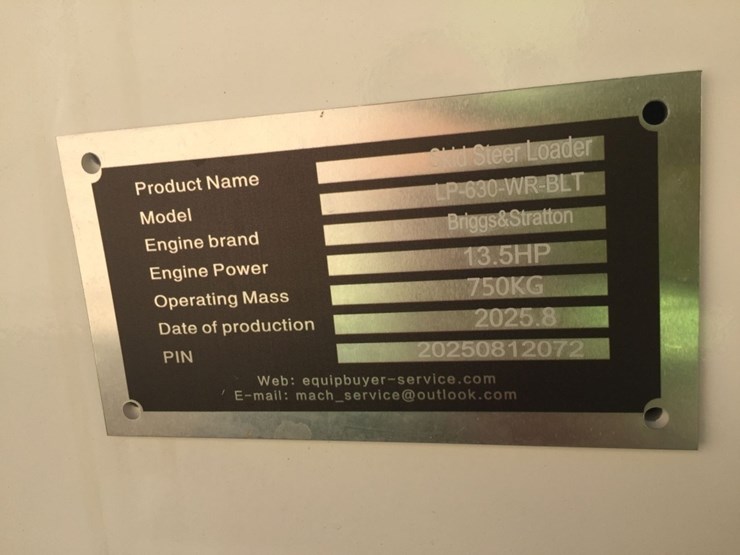 Product Name Skid Steer Loader
Model LP-630-WR-BLT
Engine brand Briggs&Stratton
Engine Power 13.5HP
Operating Mass 750KG
Date of production 2025.8
PIN 20250812072
Web: equipbuyer-service.com
E-mail: mach_service@outlook.com